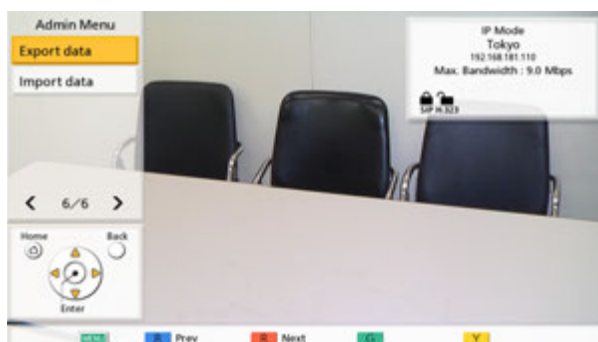 Admin Menu
Export data
Import data
6/6
Home
Back
Enter
IP Mode
Tokyo
192.168.181.110
Max. Bandwidth : 9.0 Mbps
SIP H.323
MENU
B Prev
R Next
G
Y